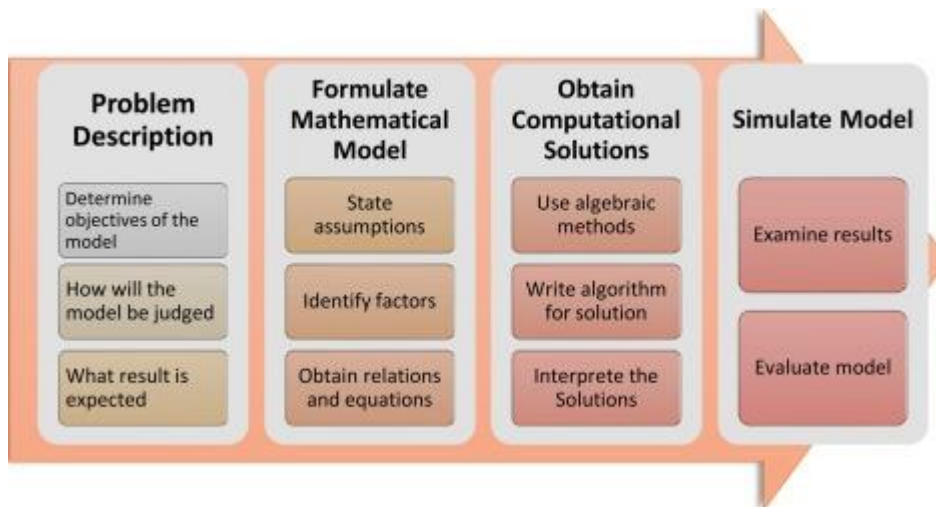 Problem
Description
Determine
objectives of the
model
How will the
model be judged
What result is
expected
Formulate
Mathematical
Model
State
assumptions
Identify factors
Obtain relations
and equations
Obtain
Computational
Solutions
Use algebraic
methods
Write algorithm
for solution
Interprete the
Solutions
Simulate Model
Examine results
Evaluate model